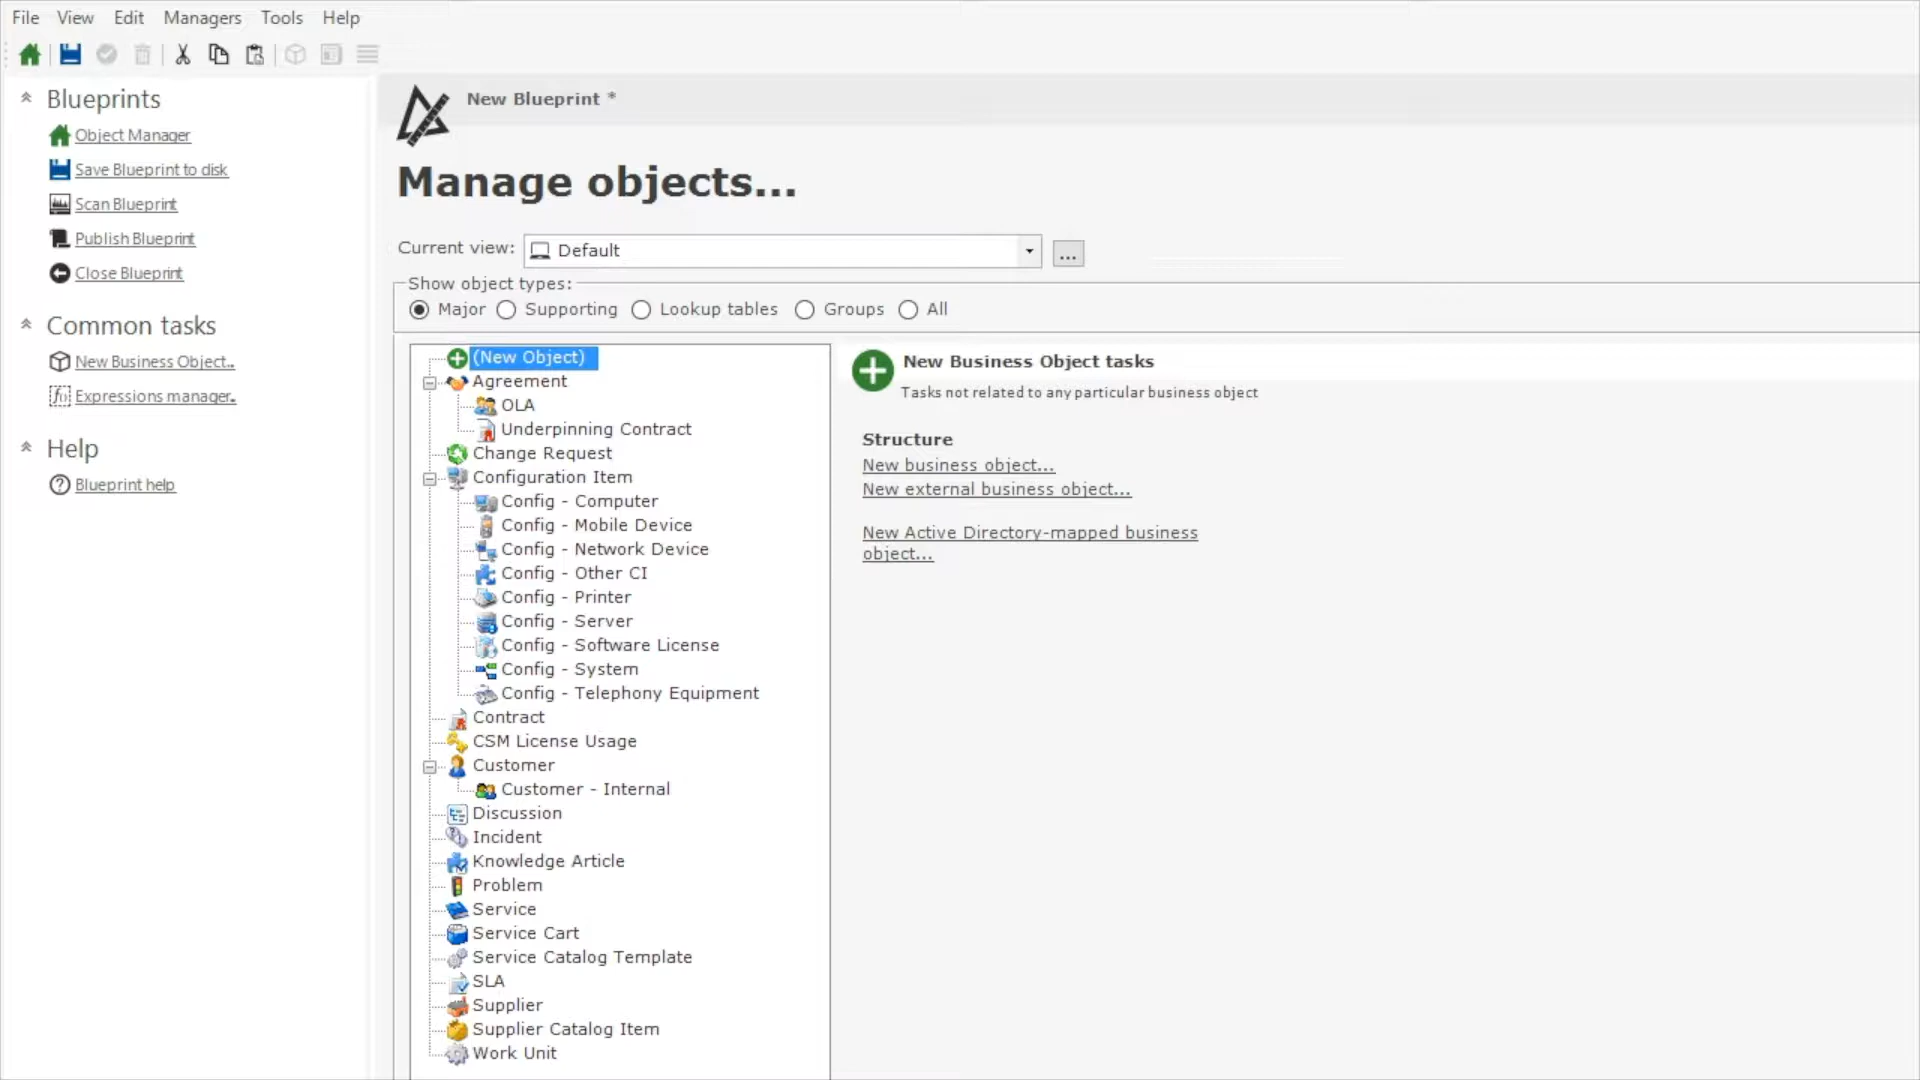 File View Edit Managers Tools Help
Blueprints
Object Manager
Save Blueprint to disk
Scan Blueprint
Publish Blueprint
Close Blueprint
Common tasks
New Business Object..
Expressions manager..
Help
Blueprint help
New Blueprint *
Manage objects...
Current view: Default ...
Show object types:
Major Supporting Lookup tables Groups All
(New Object)
Agreement
OLA
Underpinning Contract
Change Request
Configuration Item
Config - Computer
Config - Mobile Device
Config - Network Device
Config - Other CI
Config - Printer
Config - Server
Config - Software License
Config - System
Config - Telephony Equipment
Contract
CSM License Usage
Customer
Customer - Internal
Discussion
Incident
Knowledge Article
Problem
Service
Service Cart
Service Catalog Template
SLA
Supplier
Supplier Catalog Item
Work Unit
New Business Object tasks
Tasks not related to any particular business object
Structure
New business object...
New external business object...
New Active Directory-mapped business
object...